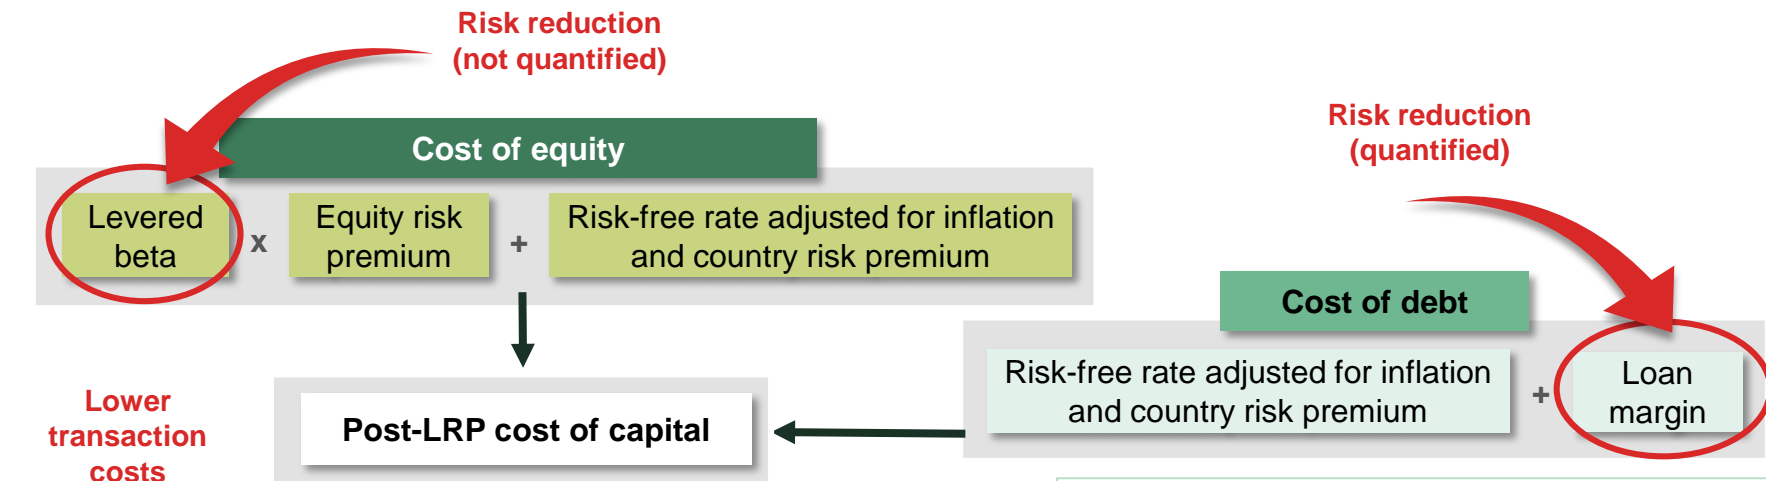 Risk reduction
(not quantified)
Risk reduction
(quantified)
Cost of equity
Levered
beta
x
Equity risk
premium
+
Risk-free rate adjusted for inflation
and country risk premium
Cost of debt
Risk-free rate adjusted for inflation
and country risk premium
+
Loan
margin
Lower
transaction
costs
Post-LRP cost of capital